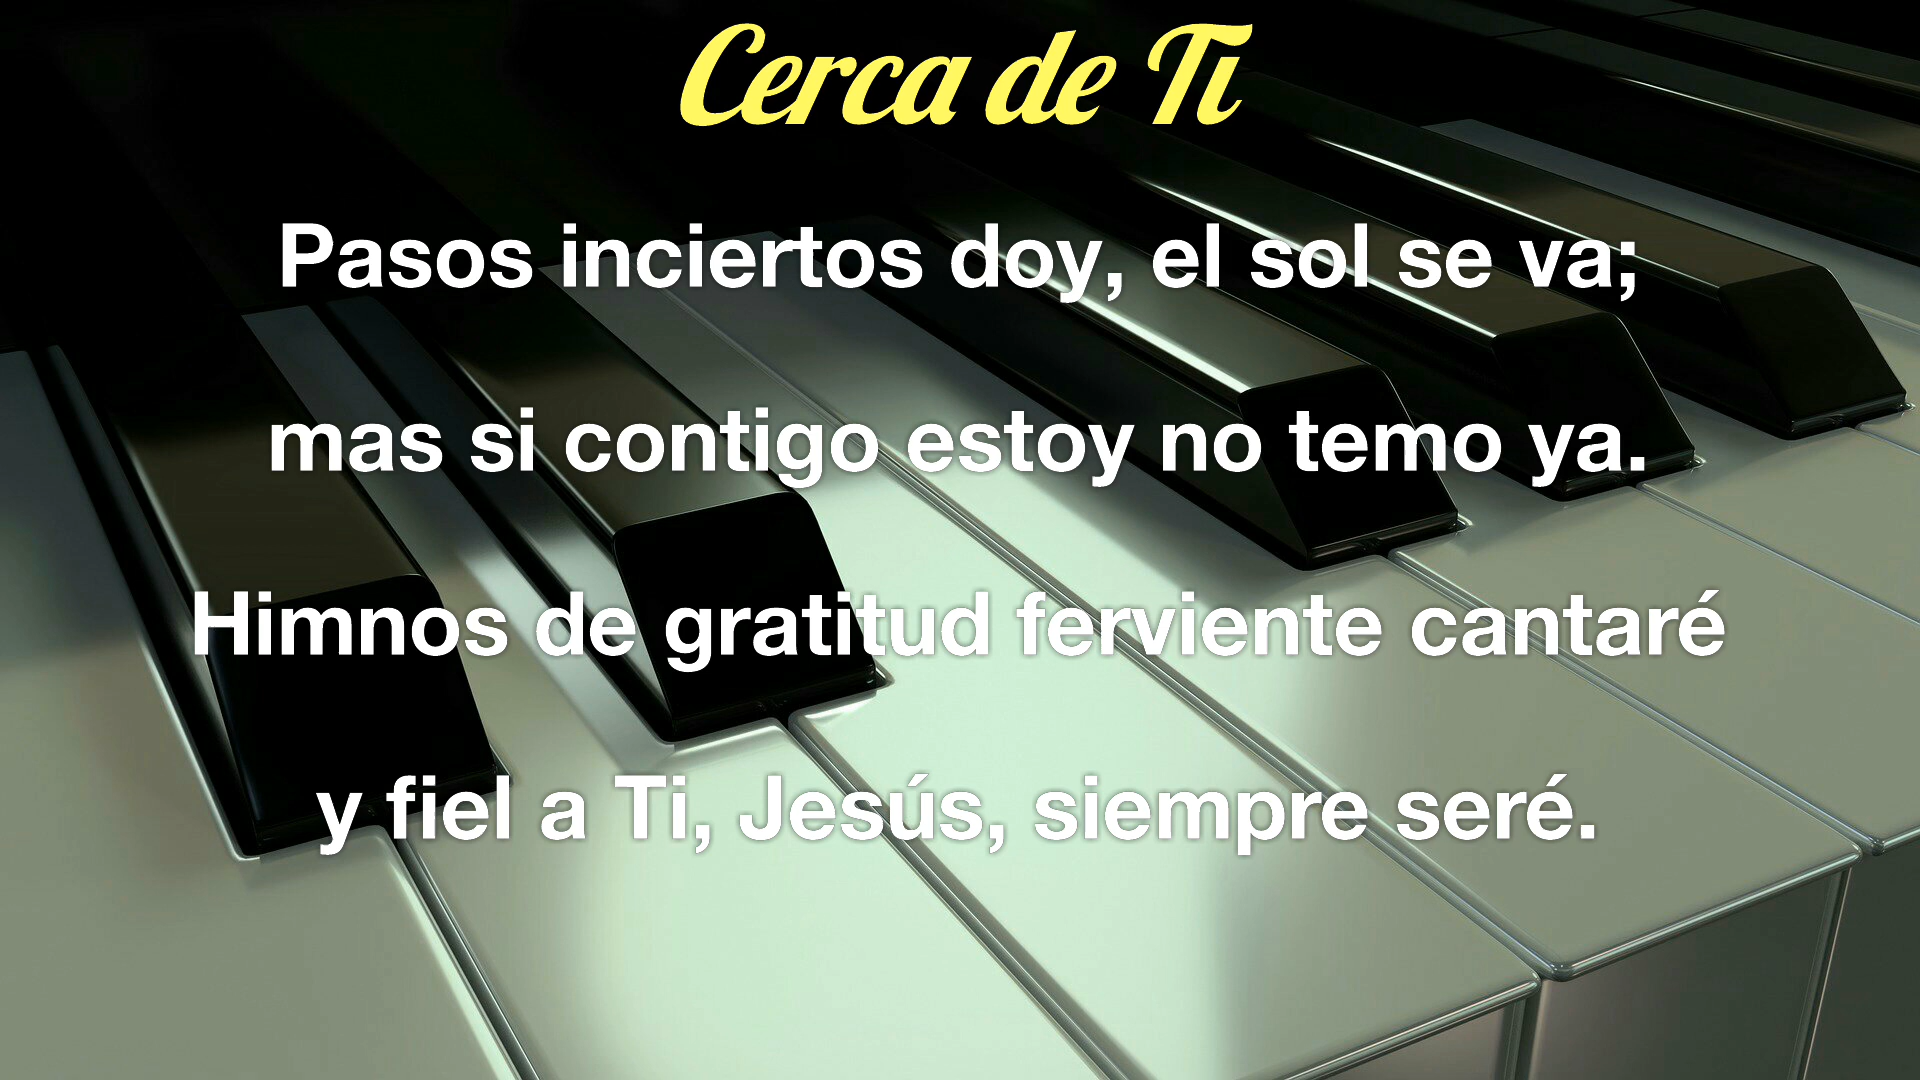 Cerca de Ti
Pasos inciertos doy, el sol se va;
mas si contigo estoy no temo ya.
Himnos de gratitud ferviente cantaré
y fiel a Ti, Jesús, siempre seré.